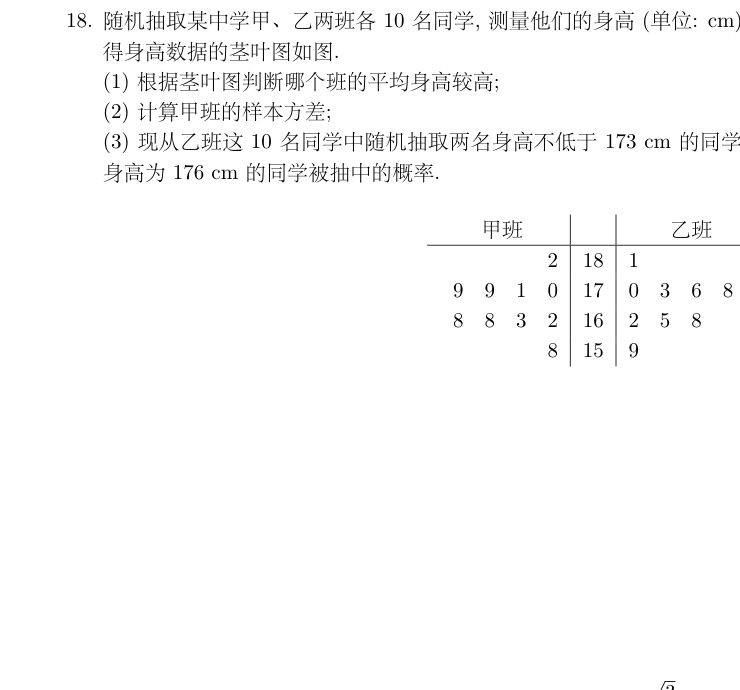 18. 随机抽取某中学甲、乙两班各 10 名同学, 测量他们的身高 (单位: cm)
得身高数据的茎叶图如图.
(1) 根据茎叶图判断哪个班的平均身高较高;
(2) 计算甲班的样本方差;
(3) 现从乙班这 10 名同学中随机抽取两名身高不低于 173 cm 的同学
身高为 176 cm 的同学被抽中的概率.
甲班 乙班
2 18 1
9 9 1 0 17 0 3 6 8
8 8 3 2 16 2 5 8
8 15 9